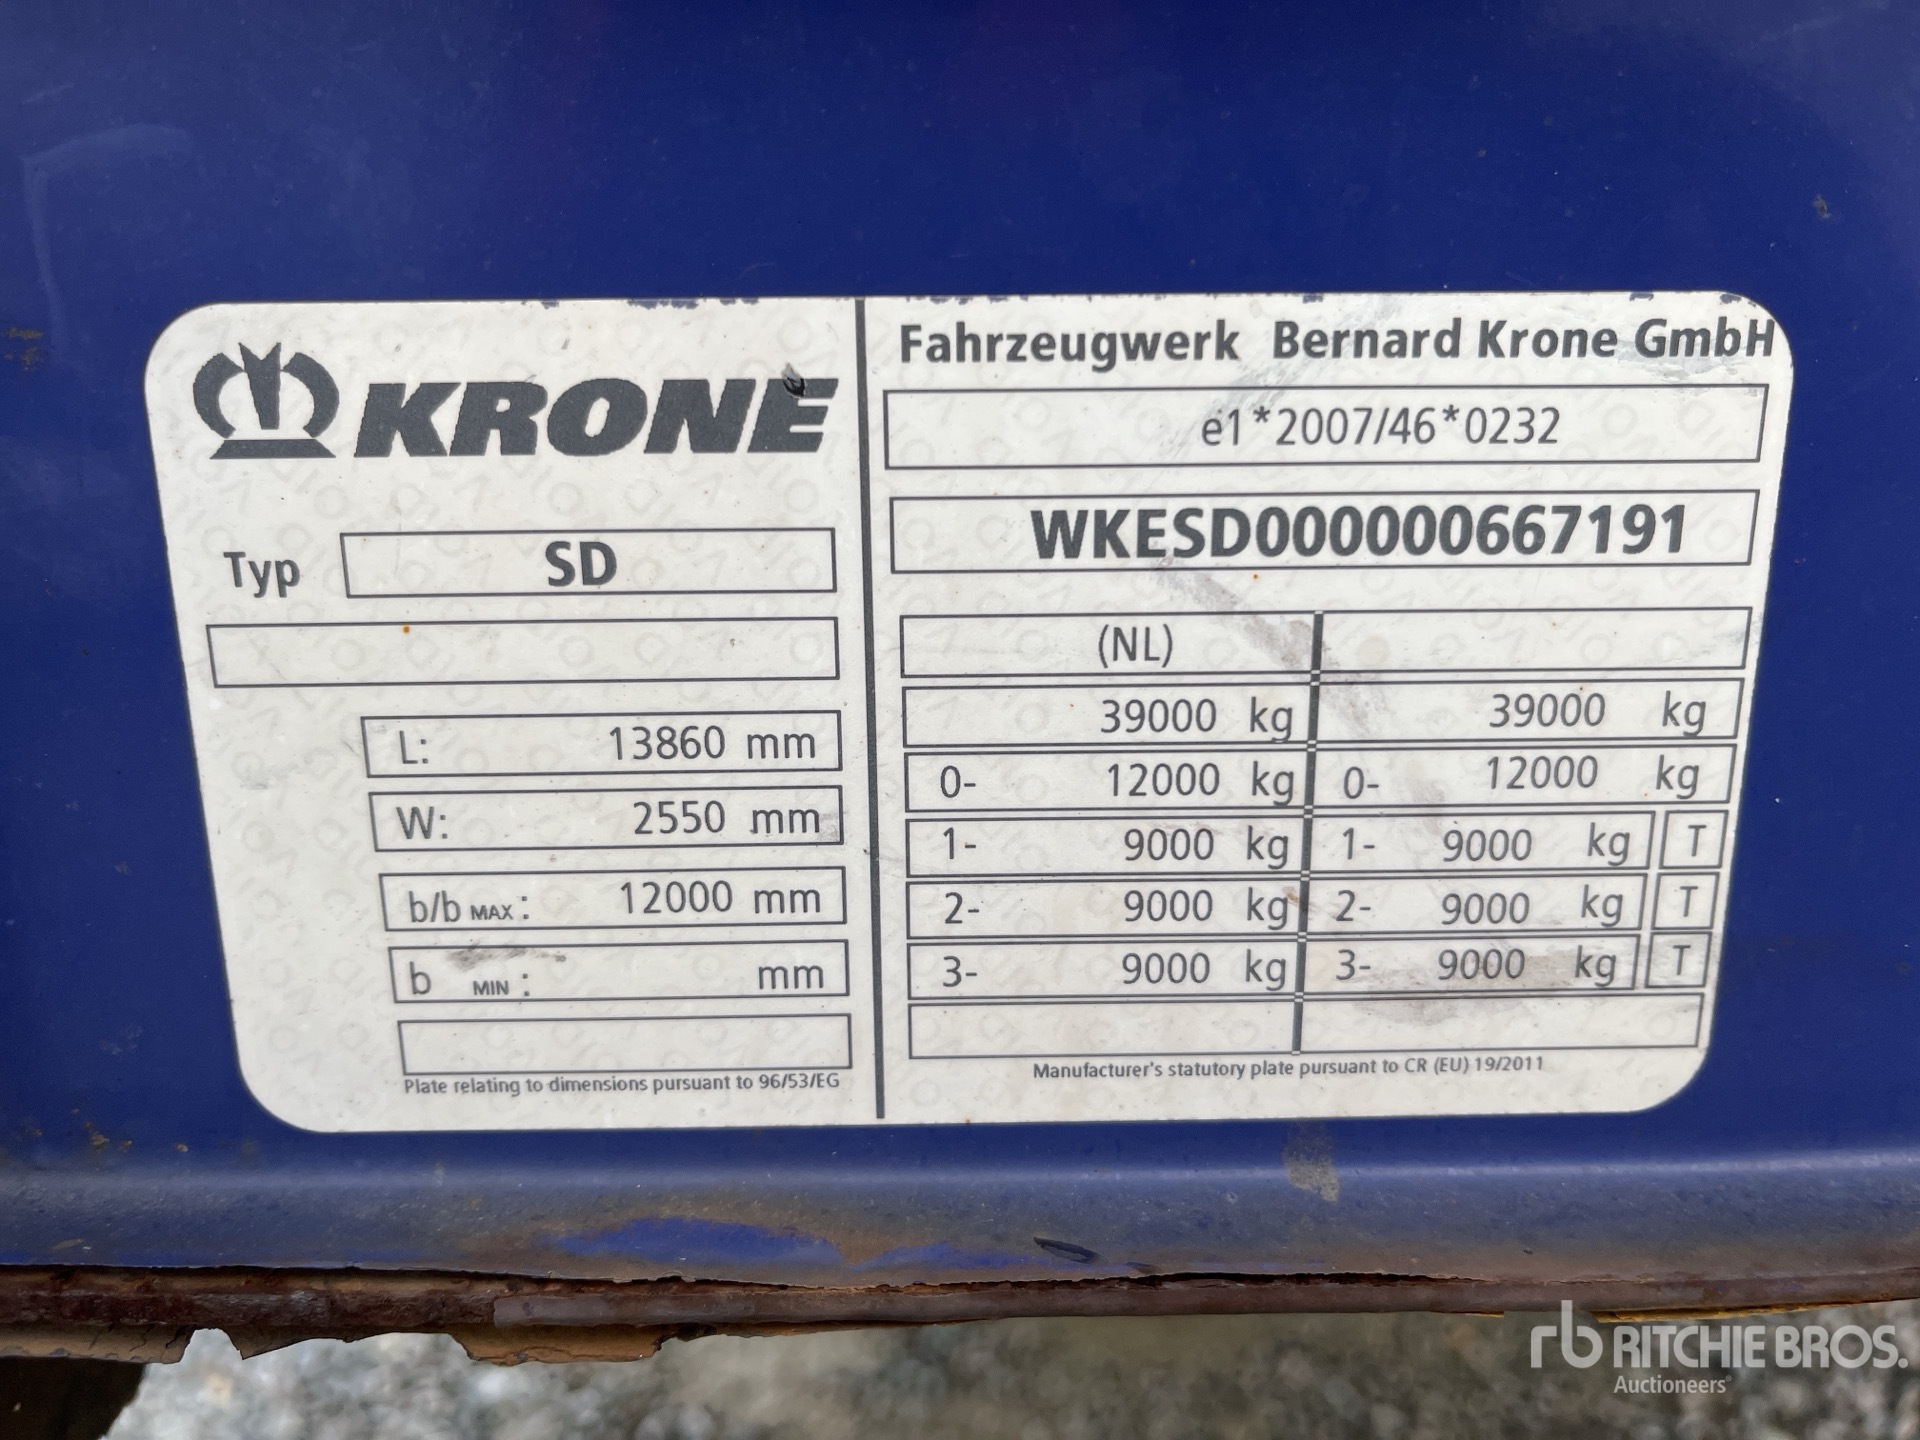 KRONE
Typ SD
L: 13860 mm
W: 2550 mm
b/b MAX : 12000 mm
b MIN : mm
Plate relating to dimensions pursuant to 96/53/EG
Fahrzeugwerk Bernard Krone GmbH
e1*2007/46*0232
WKESD000000667191
(NL)
39000 kg 39000 kg
0- 12000 kg 0- 12000 kg
1- 9000 kg 1- 9000 kg T
2- 9000 kg 2- 9000 kg T
3- 9000 kg 3- 9000 kg T
Manufacturer's statutory plate pursuant to CR (EU) 19/2011
rb RITCHIE BROS.
Auctioneers